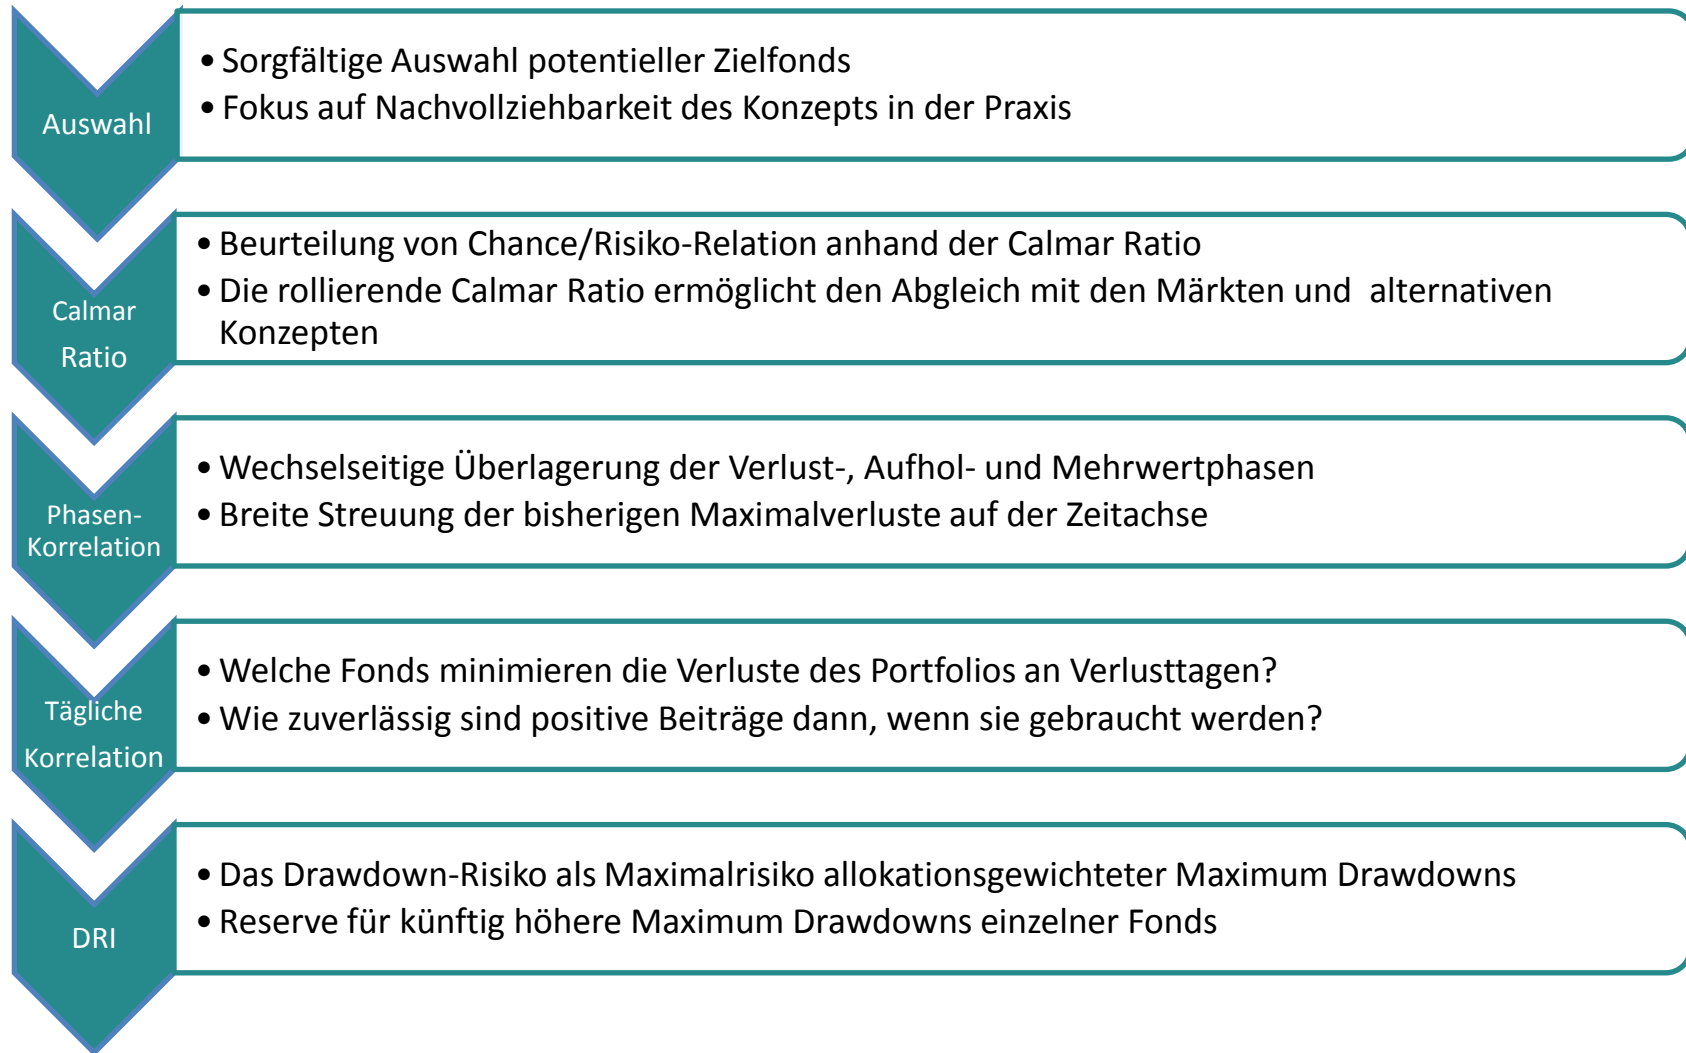 Auswahl
• Sorgfältige Auswahl potentieller Zielfonds
• Fokus auf Nachvollziehbarkeit des Konzepts in der Praxis
Calmar
Ratio
• Beurteilung von Chance/Risiko-Relation anhand der Calmar Ratio
• Die rollierende Calmar Ratio ermöglicht den Abgleich mit den Märkten und alternativen
Konzepten
Phasen-
Korrelation
• Wechselseitige Überlagerung der Verlust-, Aufhol- und Mehrwertphasen
• Breite Streuung der bisherigen Maximalverluste auf der Zeitachse
Tägliche
Korrelation
• Welche Fonds minimieren die Verluste des Portfolios an Verlusttagen?
• Wie zuverlässig sind positive Beiträge dann, wenn sie gebraucht werden?
DRI
• Das Drawdown-Risiko als Maximalrisiko allokationsgewichteter Maximum Drawdowns
• Reserve für künftig höhere Maximum Drawdowns einzelner Fonds